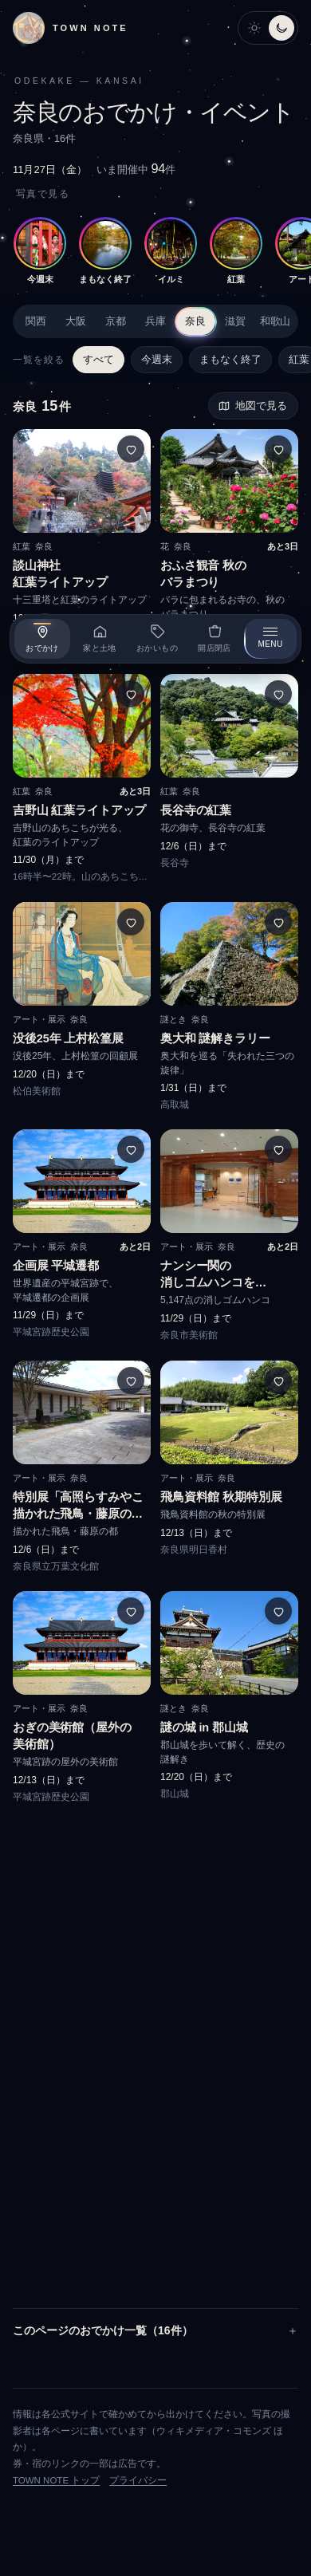 TOWN NOTE
ODEKAKE — KANSAI
奈良のおでかけ・イベント
奈良県・16件
11月27日（金） いま開催中 94件
写真で見る
今週末 まもなく終了 イルミ 紅葉 アート
関西 大阪 京都 兵庫 奈良 滋賀 和歌山
一覧を絞る すべて 今週末 まもなく終了 紅葉
奈良 15件 地図で見る
紅葉 奈良
談山神社
紅葉ライトアップ
十三重塔と紅葉のライトアップ
花 奈良 あと3日
おふさ観音 秋の
バラまつり
バラに包まれるお寺の、秋の
おでかけ 家と土地 おかいもの 開店閉店 MENU
紅葉 奈良 あと3日
吉野山 紅葉ライトアップ
吉野山のあちこちが光る、
紅葉のライトアップ
11/30（月）まで
16時半〜22時。山のあちこち…
紅葉 奈良
長谷寺の紅葉
花の御寺、長谷寺の紅葉
12/6（日）まで
長谷寺
アート・展示 奈良
没後25年 上村松篁展
没後25年、上村松篁の回顧展
12/20（日）まで
松伯美術館
謎とき 奈良
奥大和 謎解きラリー
奥大和を巡る「失われた三つの
旋律」
1/31（日）まで
高取城
アート・展示 奈良 あと2日
企画展 平城遷都
世界遺産の平城宮跡で、
平城遷都の企画展
11/29（日）まで
平城宮跡歴史公園
アート・展示 奈良 あと2日
ナンシー関の
消しゴムハンコを…
5,147点の消しゴムハンコ
11/29（日）まで
奈良市美術館
アート・展示 奈良
特別展「高照らすみやこ
描かれた飛鳥・藤原の…
描かれた飛鳥・藤原の都
12/6（日）まで
奈良県立万葉文化館
アート・展示 奈良
飛鳥資料館 秋期特別展
飛鳥資料館の秋の特別展
12/13（日）まで
奈良県明日香村
アート・展示 奈良
おぎの美術館（屋外の
美術館）
平城宮跡の屋外の美術館
12/13（日）まで
平城宮跡歴史公園
謎とき 奈良
謎の城 in 郡山城
郡山城を歩いて解く、歴史の
謎解き
12/20（日）まで
郡山城
このページのおでかけ一覧（16件） +
情報は各公式サイトで確かめてから出かけてください。写真の撮
影者は各ページに書いています（ウィキメディア・コモンズ ほ
か）。
券・宿のリンクの一部は広告です。
TOWN NOTE トップ プライバシー